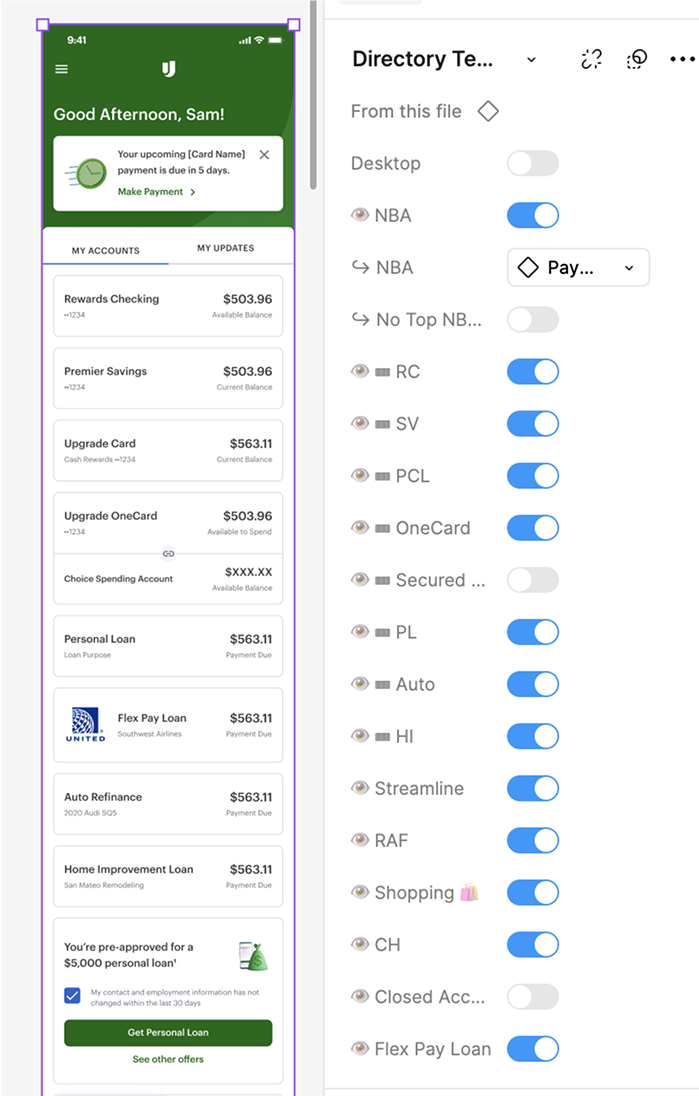 9:41
Good Afternoon, Sam!
Your upcoming [Card Name]
payment is due in 5 days.
Make Payment
MY ACCOUNTS
MY UPDATES
Rewards Checking
$503.96
••1234
Available Balance
Premier Savings
$503.96
••1234
Current Balance
Upgrade Card
$563.11
Cash Rewards ••1234
Current Balance
Upgrade OneCard
$503.96
••1234
Available to Spend
Choice Spending Account
$XXX.XX
Available Balance
Personal Loan
$563.11
Loan Purpose
Payment Due
UNITED
Flex Pay Loan
$563.11
Southwest Airlines
Payment Due
Auto Refinance
$563.11
2020 Audi SQ5
Payment Due
Home Improvement Loan
$563.11
San Mateo Remodeling
Payment Due
You're pre-approved for a
$5,000 personal loan¹
My contact and employment information has not
changed within the last 30 days
Get Personal Loan
See other offers
Directory Te...
From this file
Desktop
NBA
NBA
Pay...
No Top NB...
RC
SV
PCL
OneCard
Secured ...
PL
Auto
HI
Streamline
RAF
Shopping
CH
Closed Acc...
Flex Pay Loan